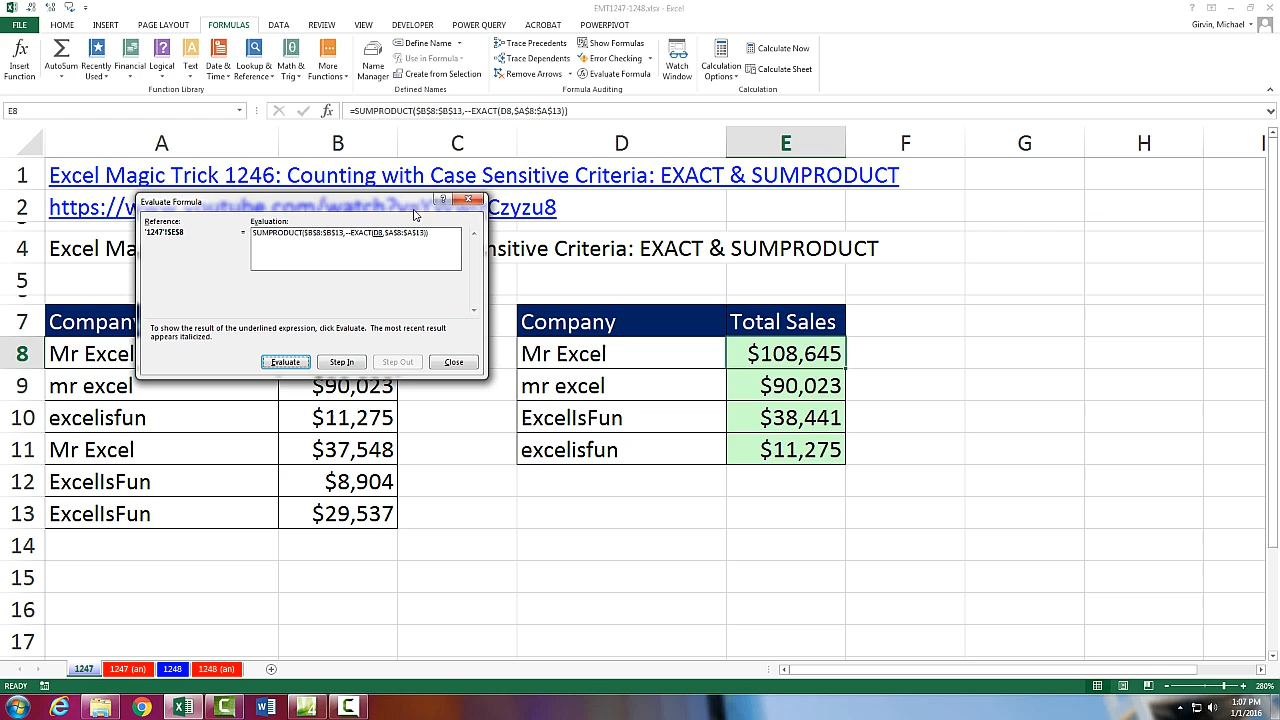 EMT1247-1248.xlsx - Excel
FILE HOME INSERT PAGE LAYOUT FORMULAS DATA REVIEW VIEW DEVELOPER POWER QUERY ACROBAT POWERPIVOT Girvin, Michael
Insert Function
AutoSum
Recently Used
Financial
Logical
Text
Date & Time
Lookup & Reference
Math & Trig
More Functions
Function Library
Name Manager
Define Name
Use in Formula
Create from Selection
Defined Names
Trace Precedents
Trace Dependents
Remove Arrows
Show Formulas
Error Checking
Evaluate Formula
Formula Auditing
Watch Window
Calculation Options
Calculate Now
Calculate Sheet
Calculation
E8 fx =SUMPRODUCT($B$8:$B$13,--EXACT(D8,$A$8:$A$13))
A B C D E F G H I
1 Excel Magic Trick 1246: Counting with Case Sensitive Criteria: EXACT & SUMPRODUCT
2 https://www.youtube.com/watch?v= Czyzu8
4 Excel Ma nsitive Criteria: EXACT & SUMPRODUCT
5
7 Compan Company Total Sales
8 Mr Excel Mr Excel $108,645
9 mr excel $90,023 mr excel $90,023
10 excelisfun $11,275 ExcelIsFun $38,441
11 Mr Excel $37,548 excelisfun $11,275
12 ExcelIsFun $8,904
13 ExcelIsFun $29,537
14
15
16
17
Evaluate Formula
Reference: Evaluation:
'1247'!$E$8 = SUMPRODUCT($B$8:$B$13,--EXACT(D8,$A$8:$A$13))
To show the result of the underlined expression, click Evaluate. The most recent result
appears italicized.
Evaluate Step In Step Out Close
1247 1247 (an) 1248 1248 (an)
READY 280%
1:07 PM
1/1/2016